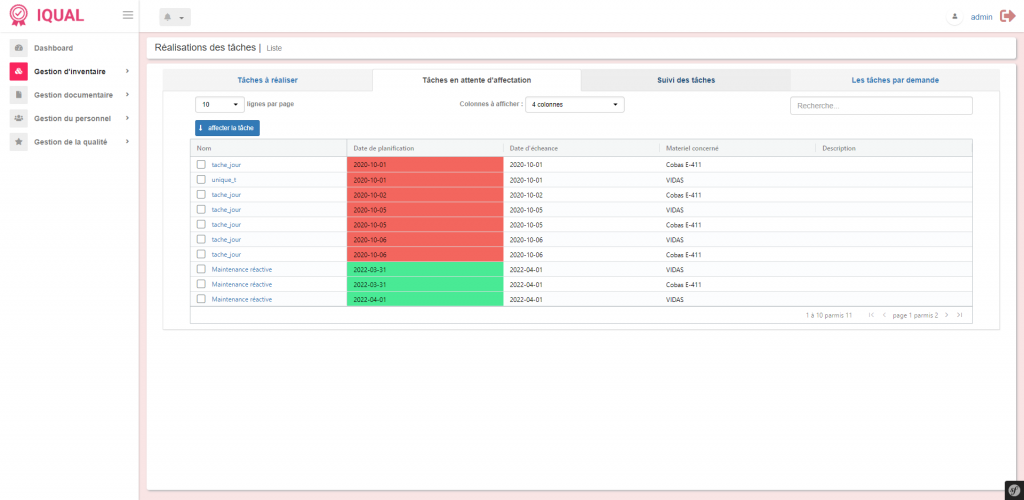 IQUAL
admin
Dashboard
Gestion d'inventaire
Gestion documentaire
Gestion du personnel
Gestion de la qualité
Réalisations des tâches | Liste
Tâches à réaliser
Tâches en attente d'affectation
Suivi des tâches
Les tâches par demande
10 lignes par page
Colonnes à afficher : 4 colonnes
Recherche...
affecter la tâche
Nom Date de planification Date d'écheance Materiel concerné Description
tache_jour 2020-10-01 2020-10-01 Cobas E-411
unique_t 2020-10-01 2020-10-01 VIDAS
tache_jour 2020-10-02 2020-10-02 Cobas E-411
tache_jour 2020-10-05 2020-10-05 VIDAS
tache_jour 2020-10-05 2020-10-05 Cobas E-411
tache_jour 2020-10-06 2020-10-06 VIDAS
tache_jour 2020-10-06 2020-10-06 Cobas E-411
Maintenance réactive 2022-03-31 2022-04-01 VIDAS
Maintenance réactive 2022-03-31 2022-04-01 Cobas E-411
Maintenance réactive 2022-04-01 2022-04-01 VIDAS
1 à 10 parmis 11 page 1 parmis 2